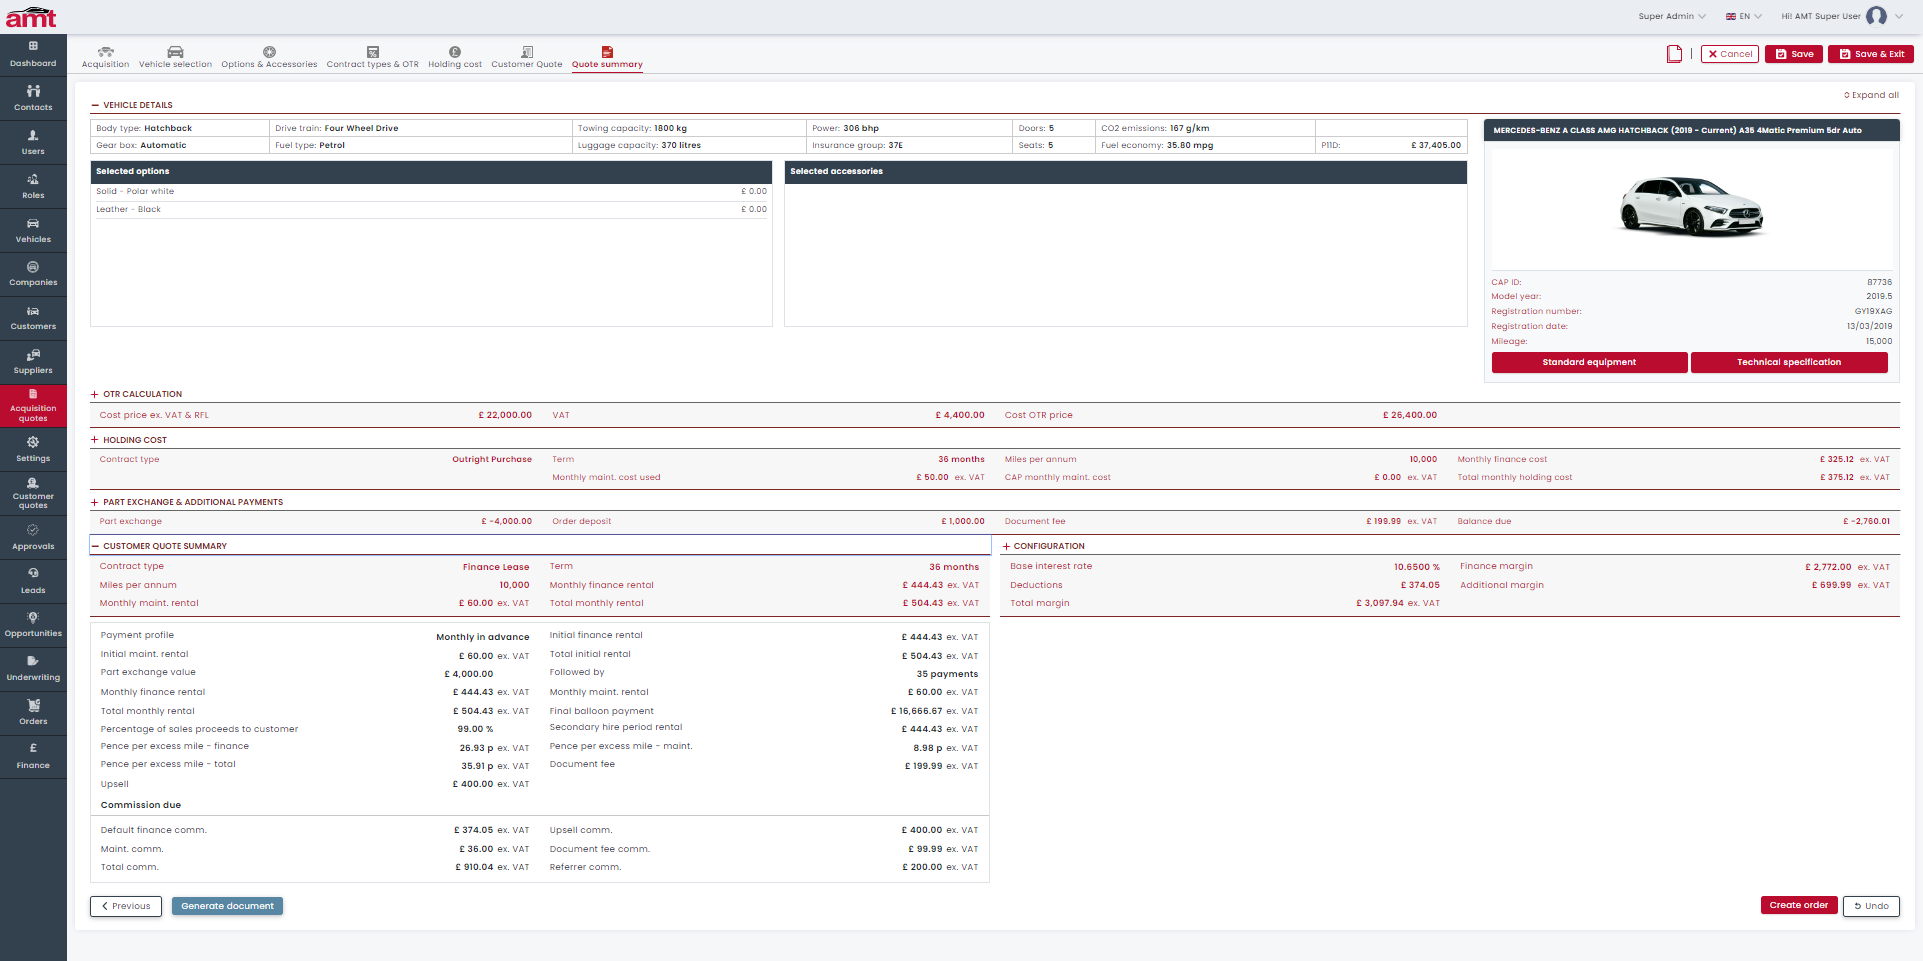 amt
Super Admin EN Hi! AMT Super User
Dashboard
Contacts
Users
Roles
Vehicles
Companies
Customers
Suppliers
Acquisition
quotes
Settings
Customer
quotes
Approvals
Leads
Opportunities
Underwriting
Orders
£
Finance
Acquisition Vehicle selection Options & Accessories Contract types & OTR Holding cost Customer Quote Quote summary
Cancel Save Save & Exit
Expand all
VEHICLE DETAILS
Body type: Hatchback Drive train: Four Wheel Drive Towing capacity: 1800 kg Power: 306 bhp Doors: 5 CO2 emissions: 167 g/km
Gear box: Automatic Fuel type: Petrol Luggage capacity: 370 litres Insurance group: 37E Seats: 5 Fuel economy: 35.80 mpg P11D: £ 37,405.00
Selected options Selected accessories
Solid - Polar white £ 0.00
Leather - Black £ 0.00
MERCEDES-BENZ A CLASS AMG HATCHBACK (2019 - Current) A35 4Matic Premium 5dr Auto
CAP ID: 87736
Model year: 2019.5
Registration number: GY19XAG
Registration date: 13/03/2019
Mileage: 15,000
Standard equipment Technical specification
OTR CALCULATION
Cost price ex. VAT & RFL £ 22,000.00 VAT £ 4,400.00 Cost OTR price £ 26,400.00
HOLDING COST
Contract type Outright Purchase Term 36 months Miles per annum 10,000 Monthly finance cost £ 325.12 ex. VAT
Monthly maint. cost used £ 50.00 ex. VAT CAP monthly maint. cost £ 0.00 ex. VAT Total monthly holding cost £ 375.12 ex. VAT
PART EXCHANGE & ADDITIONAL PAYMENTS
Part exchange £ -4,000.00 Order deposit £ 1,000.00 Document fee £ 199.99 ex. VAT Balance due £ -2,760.01
CUSTOMER QUOTE SUMMARY
Contract type Finance Lease Term 36 months
Miles per annum 10,000 Monthly finance rental £ 444.43 ex. VAT
Monthly maint. rental £ 60.00 ex. VAT Total monthly rental £ 504.43 ex. VAT
CONFIGURATION
Base interest rate 10.6500 % Finance margin £ 2,772.00 ex. VAT
Deductions £ 374.05 Additional margin £ 699.99 ex. VAT
Total margin £ 3,097.94 ex. VAT
Payment profile Monthly in advance Initial finance rental £ 444.43 ex. VAT
Initial maint. rental £ 60.00 ex. VAT Total initial rental £ 504.43 ex. VAT
Part exchange value £ 4,000.00 Followed by 35 payments
Monthly finance rental £ 444.43 ex. VAT Monthly maint. rental £ 60.00 ex. VAT
Total monthly rental £ 504.43 ex. VAT Final balloon payment £ 16,666.67 ex. VAT
Percentage of sales proceeds to customer 99.00 % Secondary hire period rental £ 444.43 ex. VAT
Pence per excess mile - finance 26.93 p ex. VAT Pence per excess mile - maint. 8.98 p ex. VAT
Pence per excess mile - total 35.91 p ex. VAT Document fee £ 199.99 ex. VAT
Upsell £ 400.00 ex. VAT
Commission due
Default finance comm. £ 374.05 ex. VAT Upsell comm. £ 400.00 ex. VAT
Maint. comm. £ 36.00 ex. VAT Document fee comm. £ 99.99 ex. VAT
Total comm. £ 910.04 ex. VAT Referrer comm. £ 200.00 ex. VAT
Previous Generate document Create order Undo